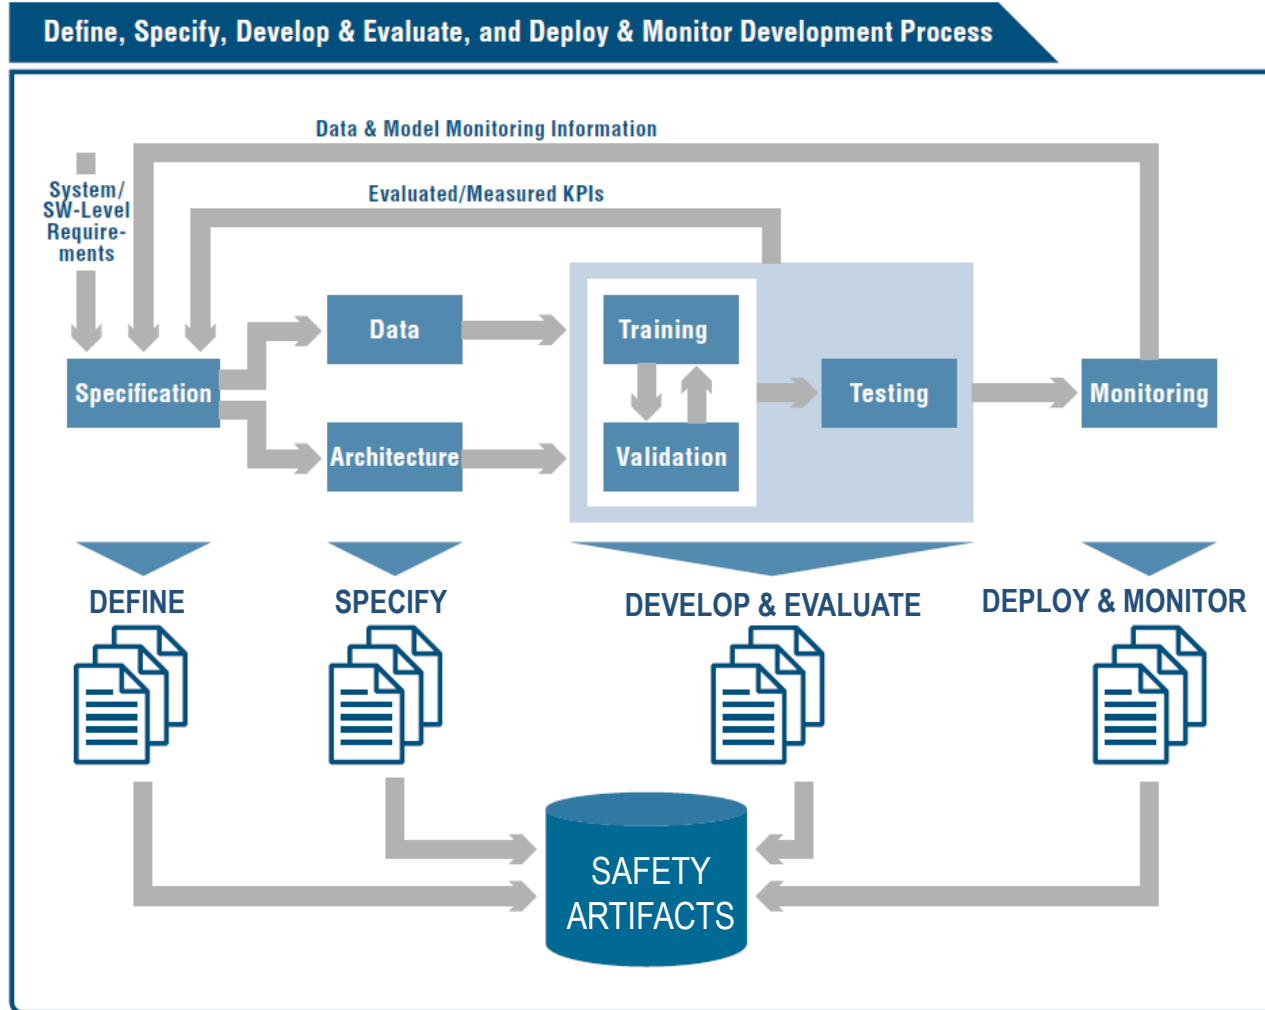 Define, Specify, Develop & Evaluate, and Deploy & Monitor Development Process
Data & Model Monitoring Information
System/
SW-Level
Require-
ments
Evaluated/Measured KPIs
Data
Training
Specification
Testing
Monitoring
Architecture
Validation
DEFINE
SPECIFY
DEVELOP & EVALUATE
DEPLOY & MONITOR
SAFETY
ARTIFACTS